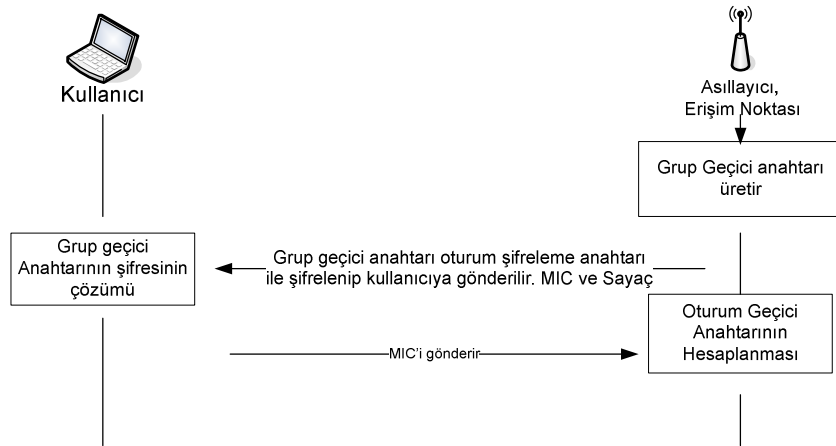 Kullanıcı
Asıllayıcı,
Erişim Noktası
Grup Geçici anahtarı
üretir
Grup geçici
Anahtarının şifresinin
çözümü
Grup geçici anahtarı oturum şifreleme anahtarı
ile şifrelenip kullanıcıya gönderilir. MIC ve Sayaç
Oturum Geçici
Anahtarının
Hesaplanması
MIC’i gönderir